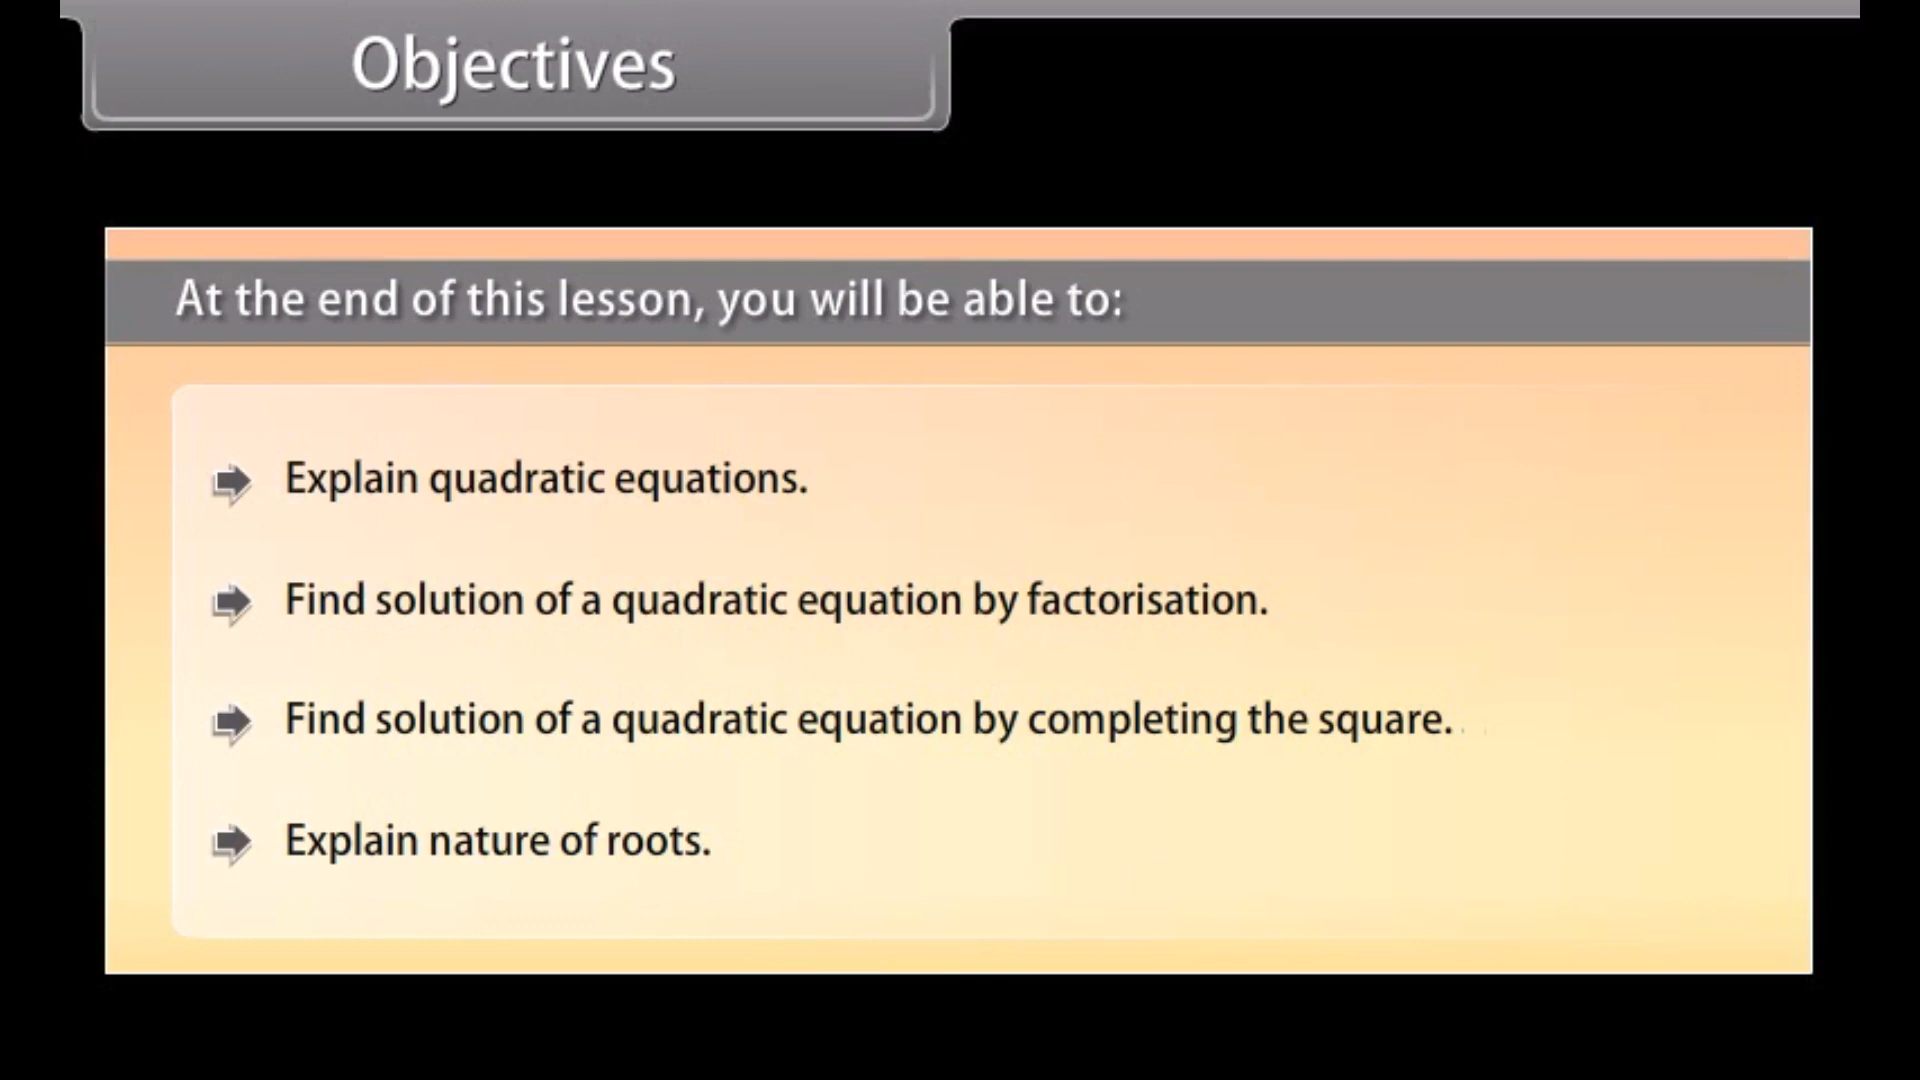 Objectives
At the end of this lesson, you will be able to:
Explain quadratic equations.
Find solution of a quadratic equation by factorisation.
Find solution of a quadratic equation by completing the square.
Explain nature of roots.